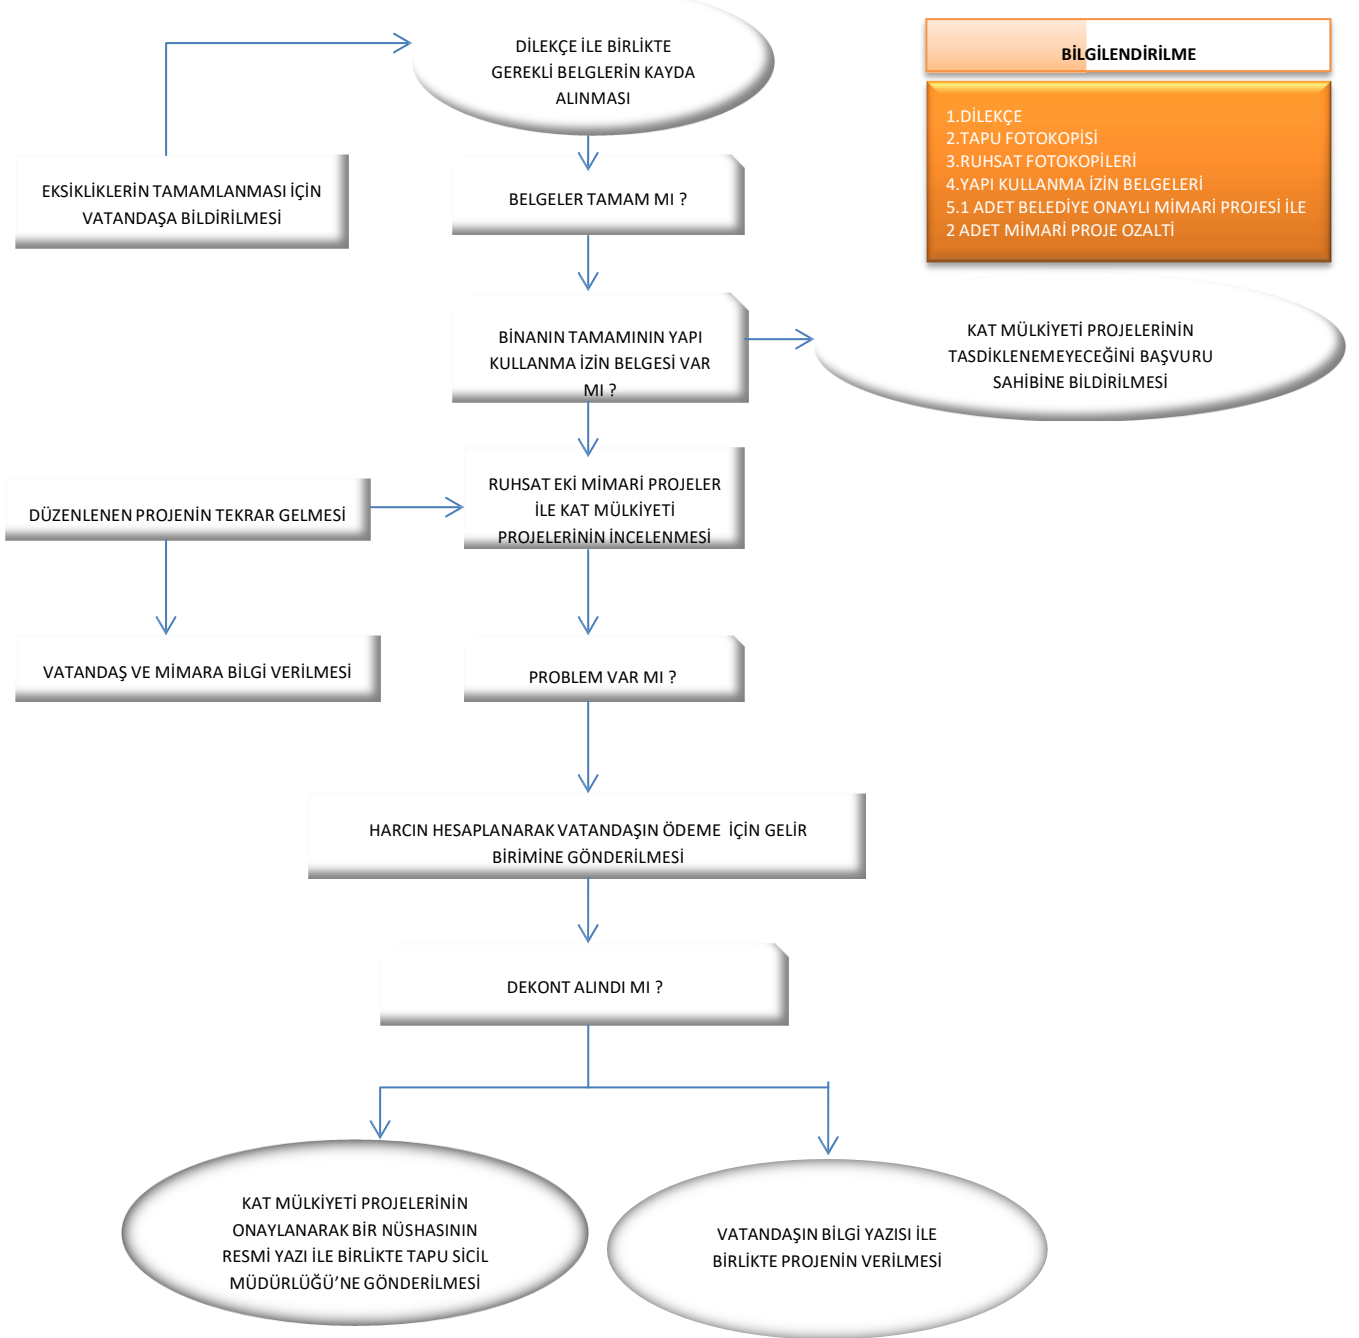 DİLEKÇE İLE BİRLİKTE
GEREKLİ BELGLERİN KAYDA
ALINMASI
BİLGİLENDİRİLME
1.DİLEKÇE
2.TAPU FOTOKOPİSİ
3.RUHSAT FOTOKOPİLERİ
4.YAPI KULLANMA İZİN BELGELERİ
5.1 ADET BELEDİYE ONAYLI MİMARİ PROJESİ İLE
2 ADET MİMARİ PROJE OZALTİ
EKSİKLİKLERİN TAMAMLANMASI İÇİN
VATANDAŞA BİLDİRİLMESİ
BELGELER TAMAM MI ?
BİNANIN TAMAMININ YAPI
KULLANMA İZİN BELGESİ VAR
MI ?
KAT MÜLKİYETİ PROJELERİNİN
TASDİKLENEMEYECEĞİNİ BAŞVURU
SAHİBİNE BİLDİRİLMESİ
DÜZENLENEN PROJENİN TEKRAR GELMESİ
RUHSAT EKİ MİMARİ PROJELER
İLE KAT MÜLKİYETİ
PROJELERİNİN İNCELENMESİ
VATANDAŞ VE MİMARA BİLGİ VERİLMESİ
PROBLEM VAR MI ?
HARCIN HESAPLANARAK VATANDAŞIN ÖDEME İÇİN GELİR
BİRİMİNE GÖNDERİLMESİ
DEKONT ALINDI MI ?
KAT MÜLKİYETİ PROJELERİNİN
ONAYLANARAK BİR NÜSHASININ
RESMİ YAZI İLE BİRLİKTE TAPU SİCİL
MÜDÜRLÜĞÜ'NE GÖNDERİLMESİ
VATANDAŞIN BİLGİ YAZISI İLE
BİRLİKTE PROJENİN VERİLMESİ